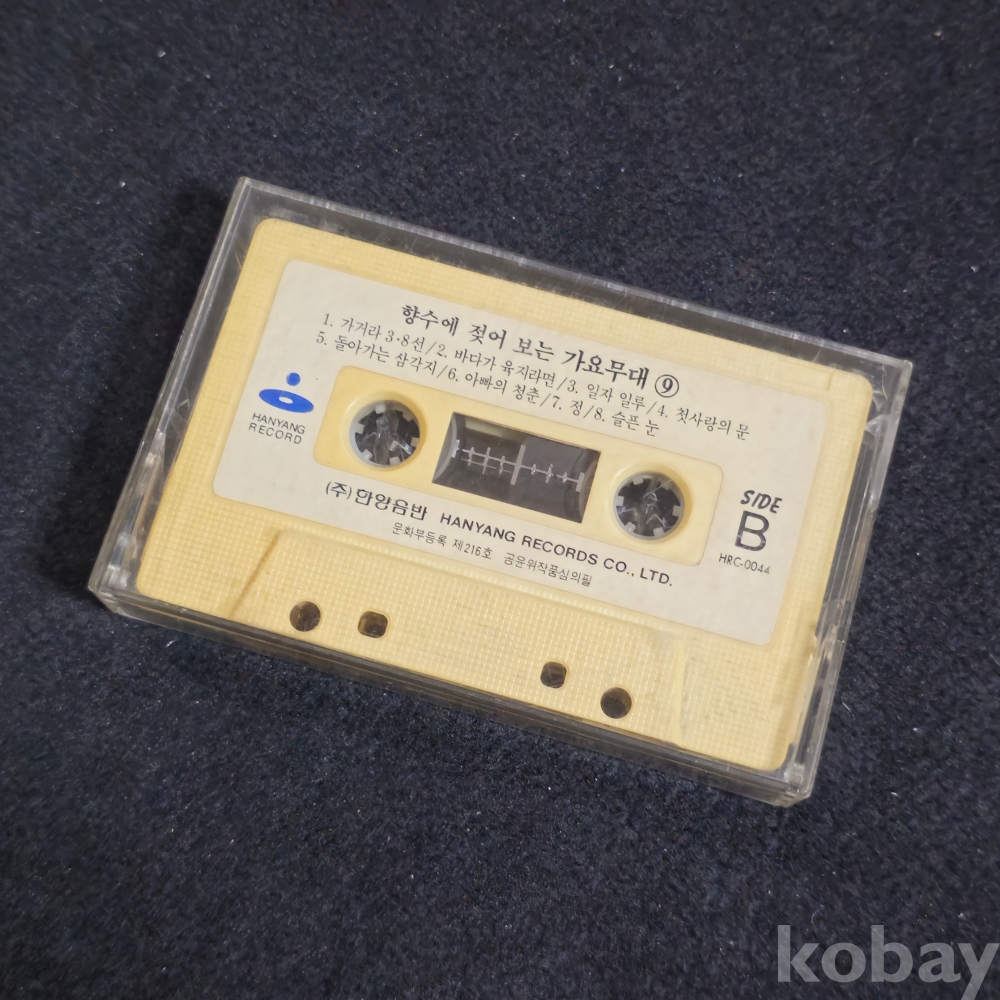 향수에 젖어 보는 가요무대 ⑨
1. 가거라 3·8선/2. 바다가 육지라면/3. 일자 일루/4. 첫사랑의 문
5. 돌아가는 삼각지/6. 아빠의 청춘/7. 정/8. 슬픈 눈
HANYANG
RECORD
SIDE
B
HRC-0044
(주)한양음반 HANYANG RECORDS CO., LTD.
문화부등록 제216호 공윤위작품심의필
kobay